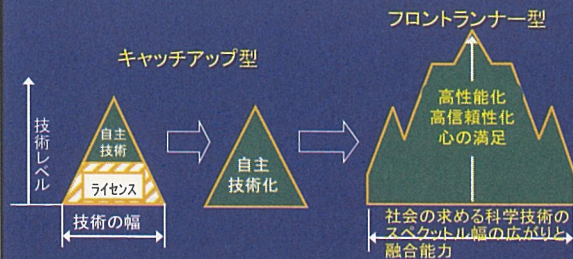 フロントランナー型
キャッチアップ型
技術レベル
自主
技術
ライセンス
技術の幅
自主
技術化
高性能化
高信頼性化
心の満足
社会の求める科学技術の
スペクットル幅の広がりと
融合能力